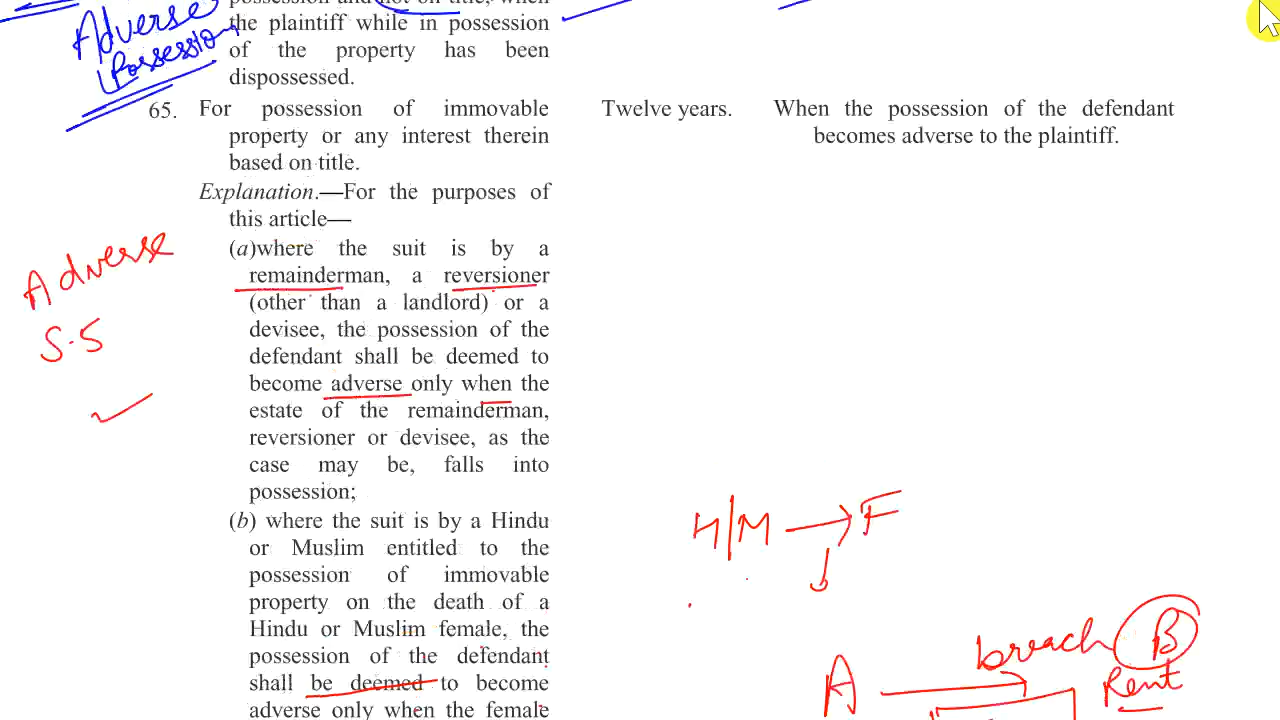 possession and not on title, when
the plaintiff while in possession
of the property has been
dispossessed.
Adverse
Possession
65. For possession of immovable
property or any interest therein
based on title.
Twelve years.
When the possession of the defendant
becomes adverse to the plaintiff.
Explanation.—For the purposes of
this article—
(a)where the suit is by a
remainderman, a reversioner
(other than a landlord) or a
devisee, the possession of the
defendant shall be deemed to
become adverse only when the
estate of the remainderman,
reversioner or devisee, as the
case may be, falls into
possession;
Adverse
S.5
(b) where the suit is by a Hindu
or Muslim entitled to the
possession of immovable
property on the death of a
Hindu or Muslim female, the
possession of the defendant
shall be deemed to become
adverse only when the female
H/M → F
breach B
A Rent